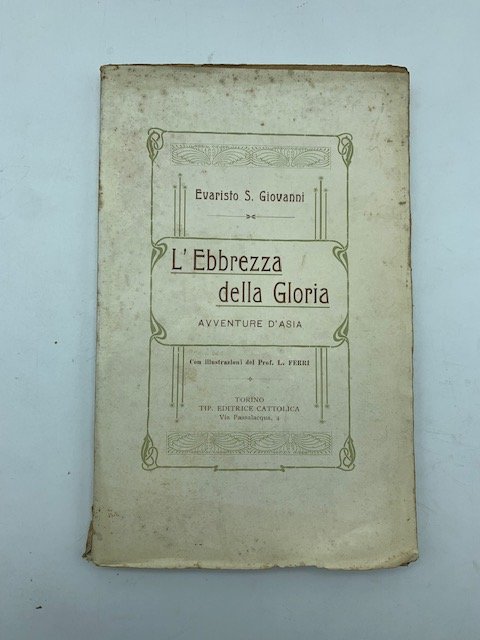 Evaristo S. Giovanni
L'Ebbrezza
della Gloria
AVVENTURE D'ASIA
Con illustrazioni del Prof. L. FERRI
TORINO
TIP. EDITRICE CATTOLICA
Via Passalacqua, 2